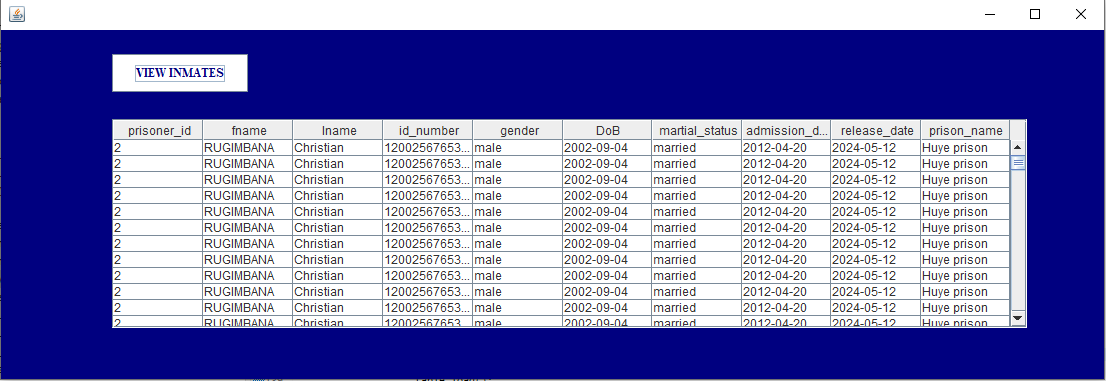 VIEW INMATES
prisoner_id fname lname id_number gender DoB martial_status admission_d... release_date prison_name
2 RUGIMBANA Christian 12002567653... male 2002-09-04 married 2012-04-20 2024-05-12 Huye prison
2 RUGIMBANA Christian 12002567653... male 2002-09-04 married 2012-04-20 2024-05-12 Huye prison
2 RUGIMBANA Christian 12002567653... male 2002-09-04 married 2012-04-20 2024-05-12 Huye prison
2 RUGIMBANA Christian 12002567653... male 2002-09-04 married 2012-04-20 2024-05-12 Huye prison
2 RUGIMBANA Christian 12002567653... male 2002-09-04 married 2012-04-20 2024-05-12 Huye prison
2 RUGIMBANA Christian 12002567653... male 2002-09-04 married 2012-04-20 2024-05-12 Huye prison
2 RUGIMBANA Christian 12002567653... male 2002-09-04 married 2012-04-20 2024-05-12 Huye prison
2 RUGIMBANA Christian 12002567653... male 2002-09-04 married 2012-04-20 2024-05-12 Huye prison
2 RUGIMBANA Christian 12002567653... male 2002-09-04 married 2012-04-20 2024-05-12 Huye prison
2 RUGIMBANA Christian 12002567653... male 2002-09-04 married 2012-04-20 2024-05-12 Huye prison
2 RUGIMBANA Christian 12002567653... male 2002-09-04 married 2012-04-20 2024-05-12 Huye prison
2 RUGIMBANA Christian 12002567653... male 2002-09-04 married 2012-04-20 2024-05-12 Huye prison